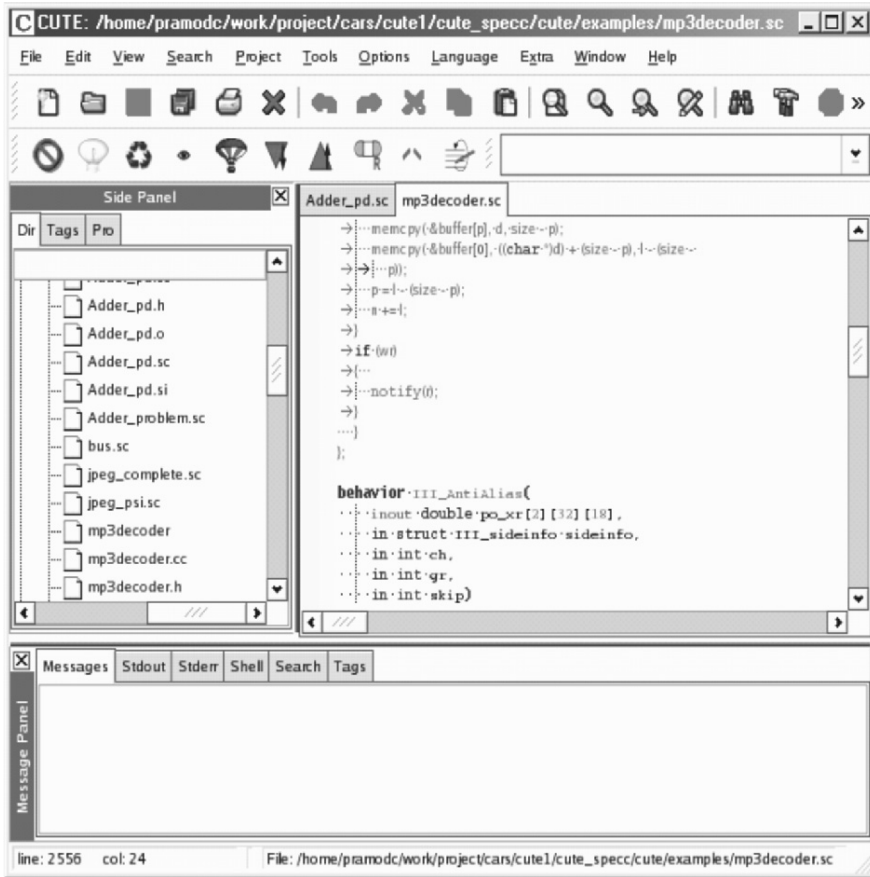 CUTE: /home/pramodc/work/project/cars/cute1/cute_specc/cute/examples/mp3decoder.sc
File Edit View Search Project Tools Options Language Extra Window Help
Side Panel
Dir Tags Pro
Adder_pd.h
Adder_pd.o
Adder_pd.sc
Adder_pd.si
Adder_problem.sc
bus.sc
jpeg_complete.sc
jpeg_psi.sc
mp3decoder
mp3decoder.cc
mp3decoder.h
Adder_pd.sc mp3decoder.sc
memcpy(·&buffer[p],·d,·size·-·p);
memcpy(·&buffer[0],·((char·*)d)·+·(size·-·p),·l·-·(size·-·
p));
p·=·l·-·(size·-·p);
n·+=·l;
}
if·(wr)
{
notify(r);
}
}
};
behavior·III_AntiAlias(
inout·double·po_xr[2][32][18],
in·struct·III_sideinfo·sideinfo,
in·int·ch,
in·int·gr,
in·int·skip)
Message Panel
Messages Stdout Stderr Shell Search Tags
line: 2556 col: 24 File: /home/pramodc/work/project/cars/cute1/cute_specc/cute/examples/mp3decoder.sc